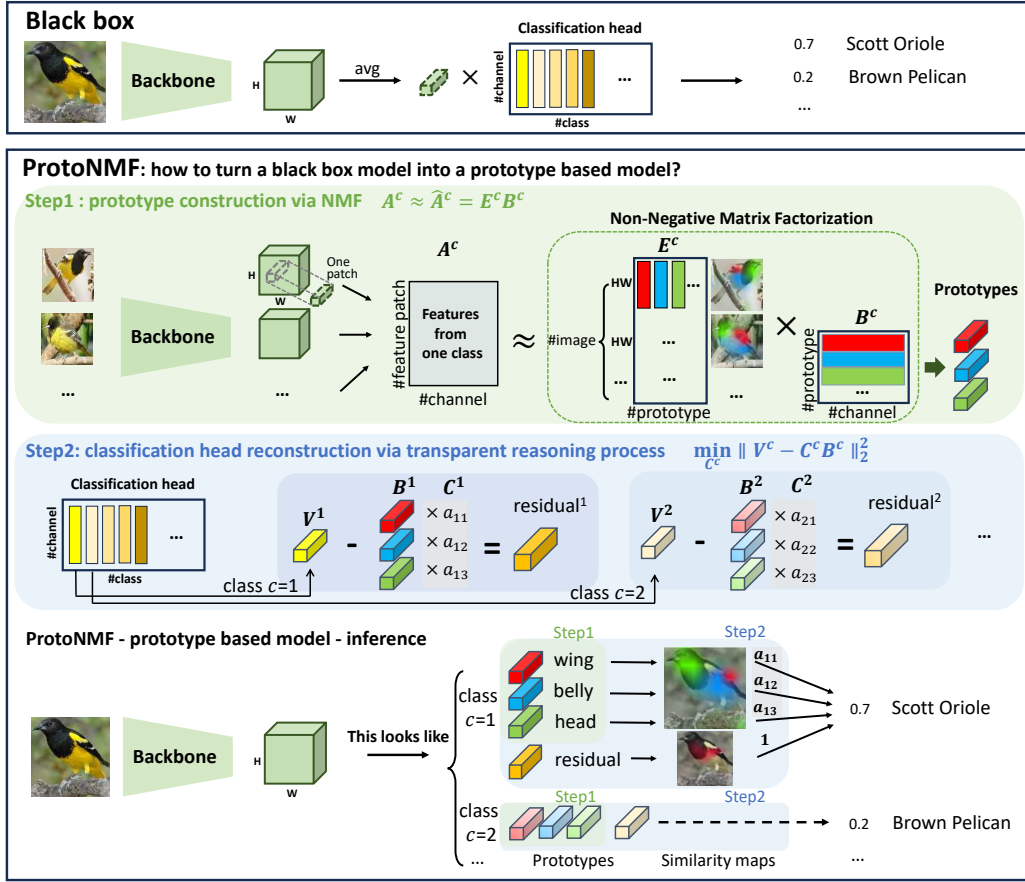 Black box
Backbone
H
W
avg
×
Classification head
#channel
...
#class
0.7 Scott Oriole
0.2 Brown Pelican
...
ProtoNMF: how to turn a black box model into a prototype based model?
Step1 : prototype construction via NMF A^c ≈ Â^c = E^c B^c
...
Backbone
H
W
One patch
...
A^c
#feature patch
Features from one class
#channel
≈
Non-Negative Matrix Factorization
E^c
#image
HW
HW
...
...
...
...
#prototype
...
×
B^c
#prototype
...
#channel
Prototypes
Step2: classification head reconstruction via transparent reasoning process min_{C^c} ‖ V^c − C^c B^c ‖_2^2
Classification head
#channel
...
#class
class c=1
V^1
-
B^1 C^1
× a_11
× a_12
× a_13
=
residual^1
class c=2
V^2
-
B^2 C^2
× a_21
× a_22
× a_23
=
residual^2
...
ProtoNMF - prototype based model - inference
Backbone
H
W
This looks like
class c=1
Step1 Step2
wing
belly
head
residual
a_11
a_12
a_13
1
0.7 Scott Oriole
class c=2
Step1 Step2
0.2 Brown Pelican
...
Prototypes Similarity maps
...